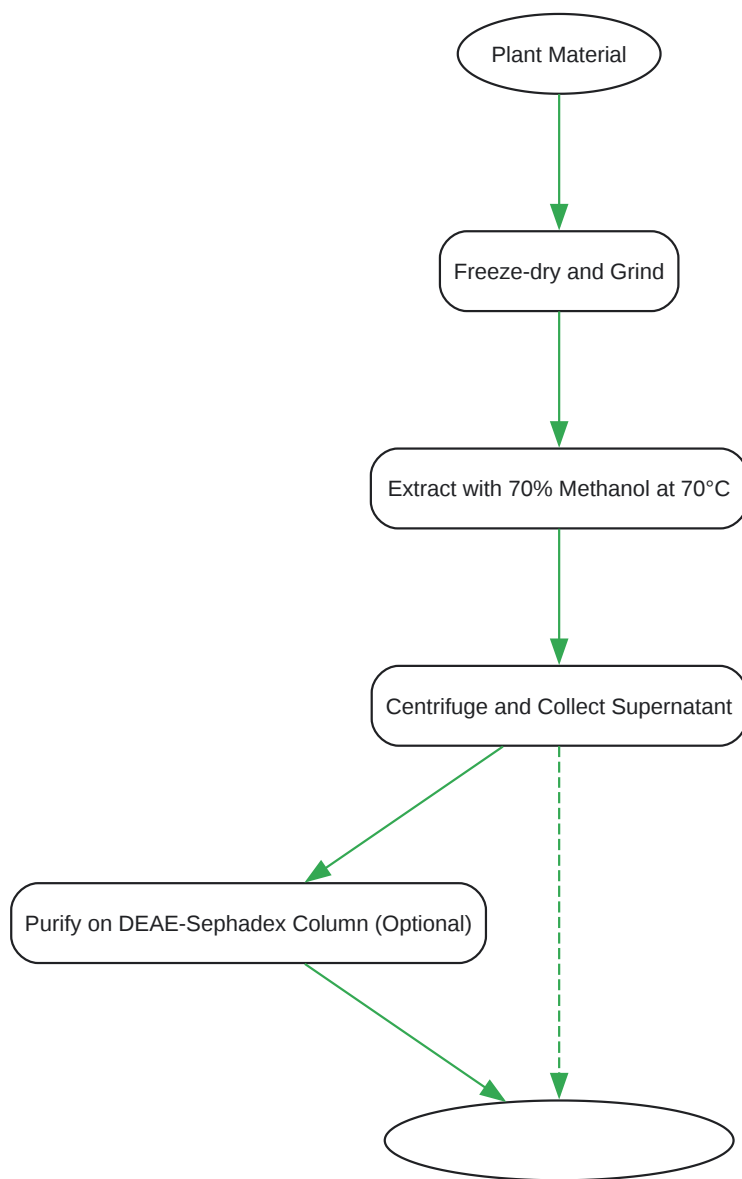 Plant Material
Freeze-dry and Grind
Extract with 70% Methanol at 70°C
Centrifuge and Collect Supernatant
Purify on DEAE-Sephadex Column (Optional)